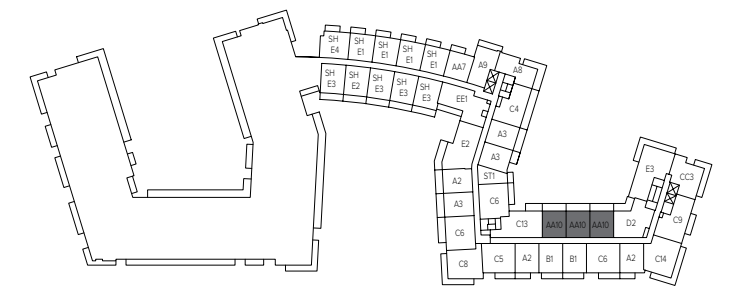 SH E4
SH E1
SH E1
SH E1
SH E1
AA7
A9
A8
SH E3
SH E2
SH E3
SH E3
SH E3
EE1
C4
A3
A3
E2
ST1
C6
A2
A3
C6
C8
E3
CC3
C9
C13
AA10
AA10
AA10
D2
C5
A2
B1
B1
C6
A2
C14